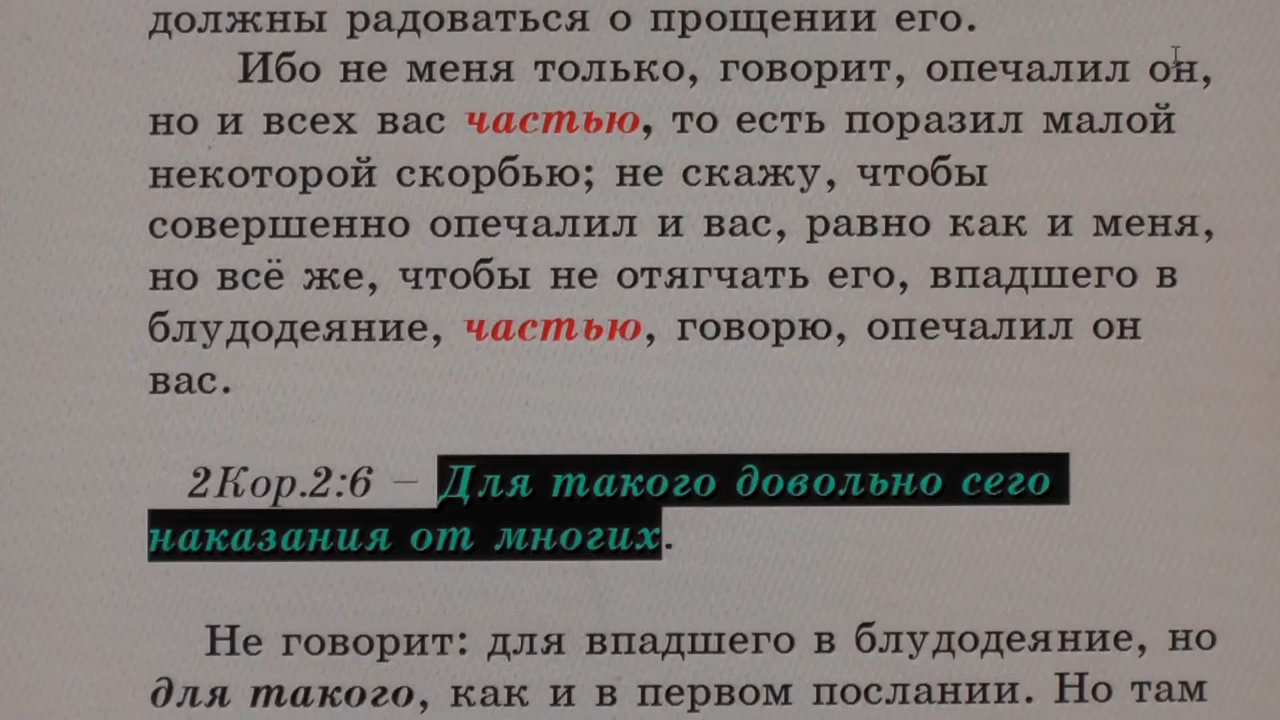 должны радоваться о прощении его.
Ибо не меня только, говорит, опечалил он,
но и всех вас частью, то есть поразил малой
некоторой скорбью; не скажу, чтобы
совершенно опечалил и вас, равно как и меня,
но всё же, чтобы не отягчать его, впадшего в
блудодеяние, частью, говорю, опечалил он
вас.
2Кор.2:6 – Для такого довольно сего
наказания от многих.
Не говорит: для впадшего в блудодеяние, но
для такого, как и в первом послании. Но там